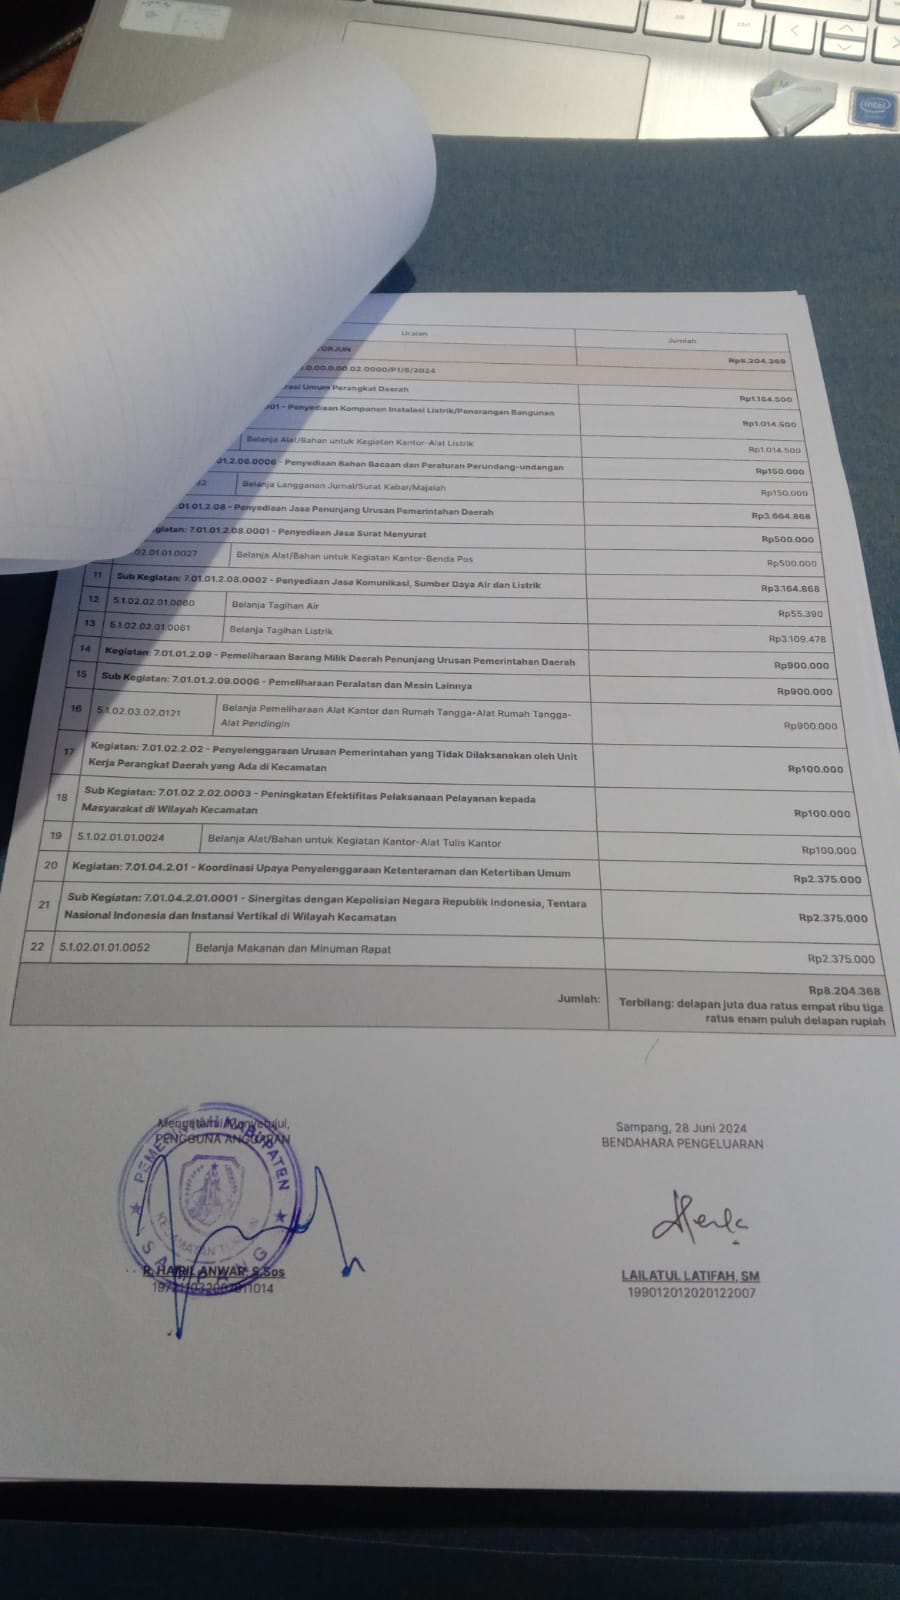 Uraian Jumlah
ORJUN Rp8.204.368
.0.00.0.00.02.0000/P1/6/2024
rasi Umum Perangkat Daerah Rp1.164.500
001 - Penyediaan Komponen Instalasi Listrik/Penerangan Bangunan Rp1.014.500
Belanja Alat/Bahan untuk Kegiatan Kantor-Alat Listrik Rp1.014.500
01.2.06.0006 - Penyediaan Bahan Bacaan dan Peraturan Perundang-undangan Rp150.000
42 Belanja Langganan Jurnal/Surat Kabar/Majalah Rp150.000
.01.01.2.08 - Penyediaan Jasa Penunjang Urusan Pemerintahan Daerah Rp3.664.868
giatan: 7.01.01.2.08.0001 - Penyediaan Jasa Surat Menyurat Rp500.000
.02.01.01.0027 Belanja Alat/Bahan untuk Kegiatan Kantor-Benda Pos Rp500.000
11 Sub Kegiatan: 7.01.01.2.08.0002 - Penyediaan Jasa Komunikasi, Sumber Daya Air dan Listrik Rp3.164.868
12 5.1.02.02.01.0060 Belanja Tagihan Air Rp55.390
13 5.1.02.02.01.0061 Belanja Tagihan Listrik Rp3.109.478
14 Kegiatan: 7.01.01.2.09 - Pemeliharaan Barang Milik Daerah Penunjang Urusan Pemerintahan Daerah Rp900.000
15 Sub Kegiatan: 7.01.01.2.09.0006 - Pemeliharaan Peralatan dan Mesin Lainnya Rp900.000
16 5.1.02.03.02.0121 Belanja Pemeliharaan Alat Kantor dan Rumah Tangga-Alat Rumah Tangga-
Alat Pendingin Rp900.000
17 Kegiatan: 7.01.02.2.02 - Penyelenggaraan Urusan Pemerintahan yang Tidak Dilaksanakan oleh Unit
Kerja Perangkat Daerah yang Ada di Kecamatan Rp100.000
18 Sub Kegiatan: 7.01.02.2.02.0003 - Peningkatan Efektifitas Pelaksanaan Pelayanan kepada
Masyarakat di Wilayah Kecamatan Rp100.000
19 5.1.02.01.01.0024 Belanja Alat/Bahan untuk Kegiatan Kantor-Alat Tulis Kantor Rp100.000
20 Kegiatan: 7.01.04.2.01 - Koordinasi Upaya Penyelenggaraan Ketenteraman dan Ketertiban Umum Rp2.375.000
21 Sub Kegiatan: 7.01.04.2.01.0001 - Sinergitas dengan Kepolisian Negara Republik Indonesia, Tentara
Nasional Indonesia dan Instansi Vertikal di Wilayah Kecamatan Rp2.375.000
22 5.1.02.01.01.0052 Belanja Makanan dan Minuman Rapat Rp2.375.000
Jumlah: Rp8.204.368
Terbilang: delapan juta dua ratus empat ribu tiga
ratus enam puluh delapan rupiah
Mengetahui/Menyetujui,
PENGGUNA ANGGARAN
PEMERINTAH KABUPATEN
KECAMATAN TORJUN
SAMPANG
R. HAIRIL ANWAR, S.Sos
Sampang, 28 Juni 2024
BENDAHARA PENGELUARAN
LAILATUL LATIFAH, SM
199012012020122007
alt
ctrl
intel
Microsoft